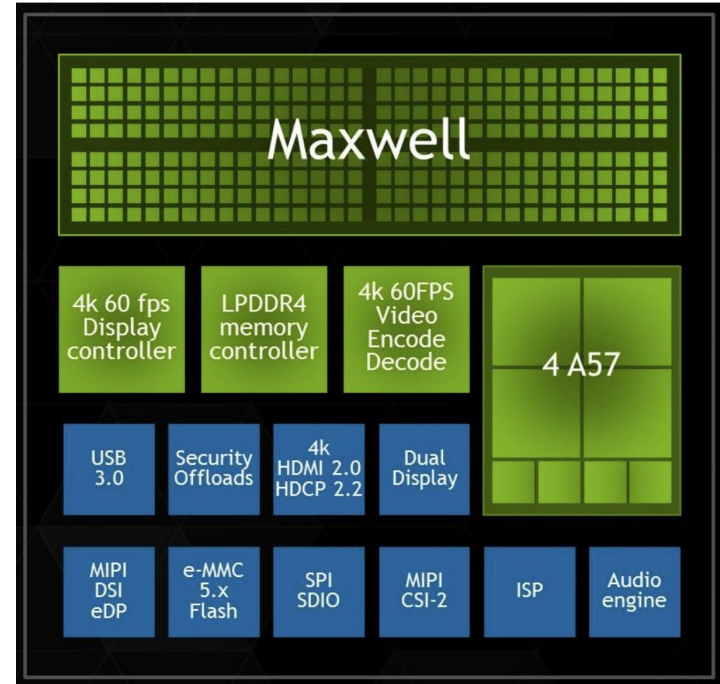 Maxwell
4k 60 fps
Display
controller
LPDDR4
memory
controller
4k 60FPS
Video
Encode
Decode
4 A57
USB
3.0
Security
Offloads
4k
HDMI 2.0
HDCP 2.2
Dual
Display
MIPI
DSI
eDP
e-MMC
5.x
Flash
SPI
SDIO
MIPI
CSI-2
ISP
Audio
engine